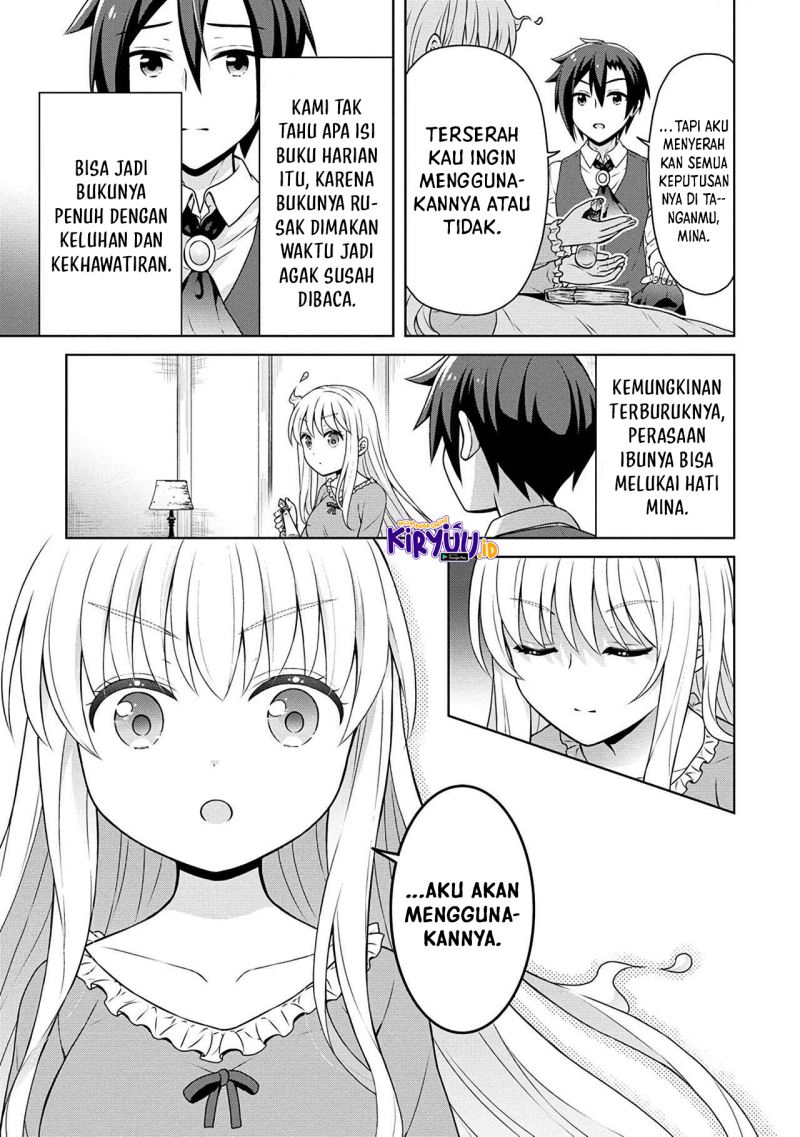 ...TAPI AKU
MENYERAH
KAN SEMUA
KEPUTUSAN
NYA DI TA--
NGANMU,
MINA.
TERSERAH
KAU INGIN
MENGGUNA-
KANNYA ATAU
TIDAK.
KAMI TAK
TAHU APA ISI
BUKU HARIAN
ITU, KARENA
BUKUNYA RU-
SAK DIMAKAN
WAKTU JADI
AGAK SUSAH
DIBACA.
BISA JADI
BUKUNYA
PENUH DENGAN
KELUHAN DAN
KEKHAWATIRAN.
KEMUNGKINAN
TERBURUKNYA,
PERASAAN
IBUNYA BISA
MELUKAI HATI
MINA.
KIRYUU.ID
...AKU AKAN
MENGGUNA-
KANNYA.